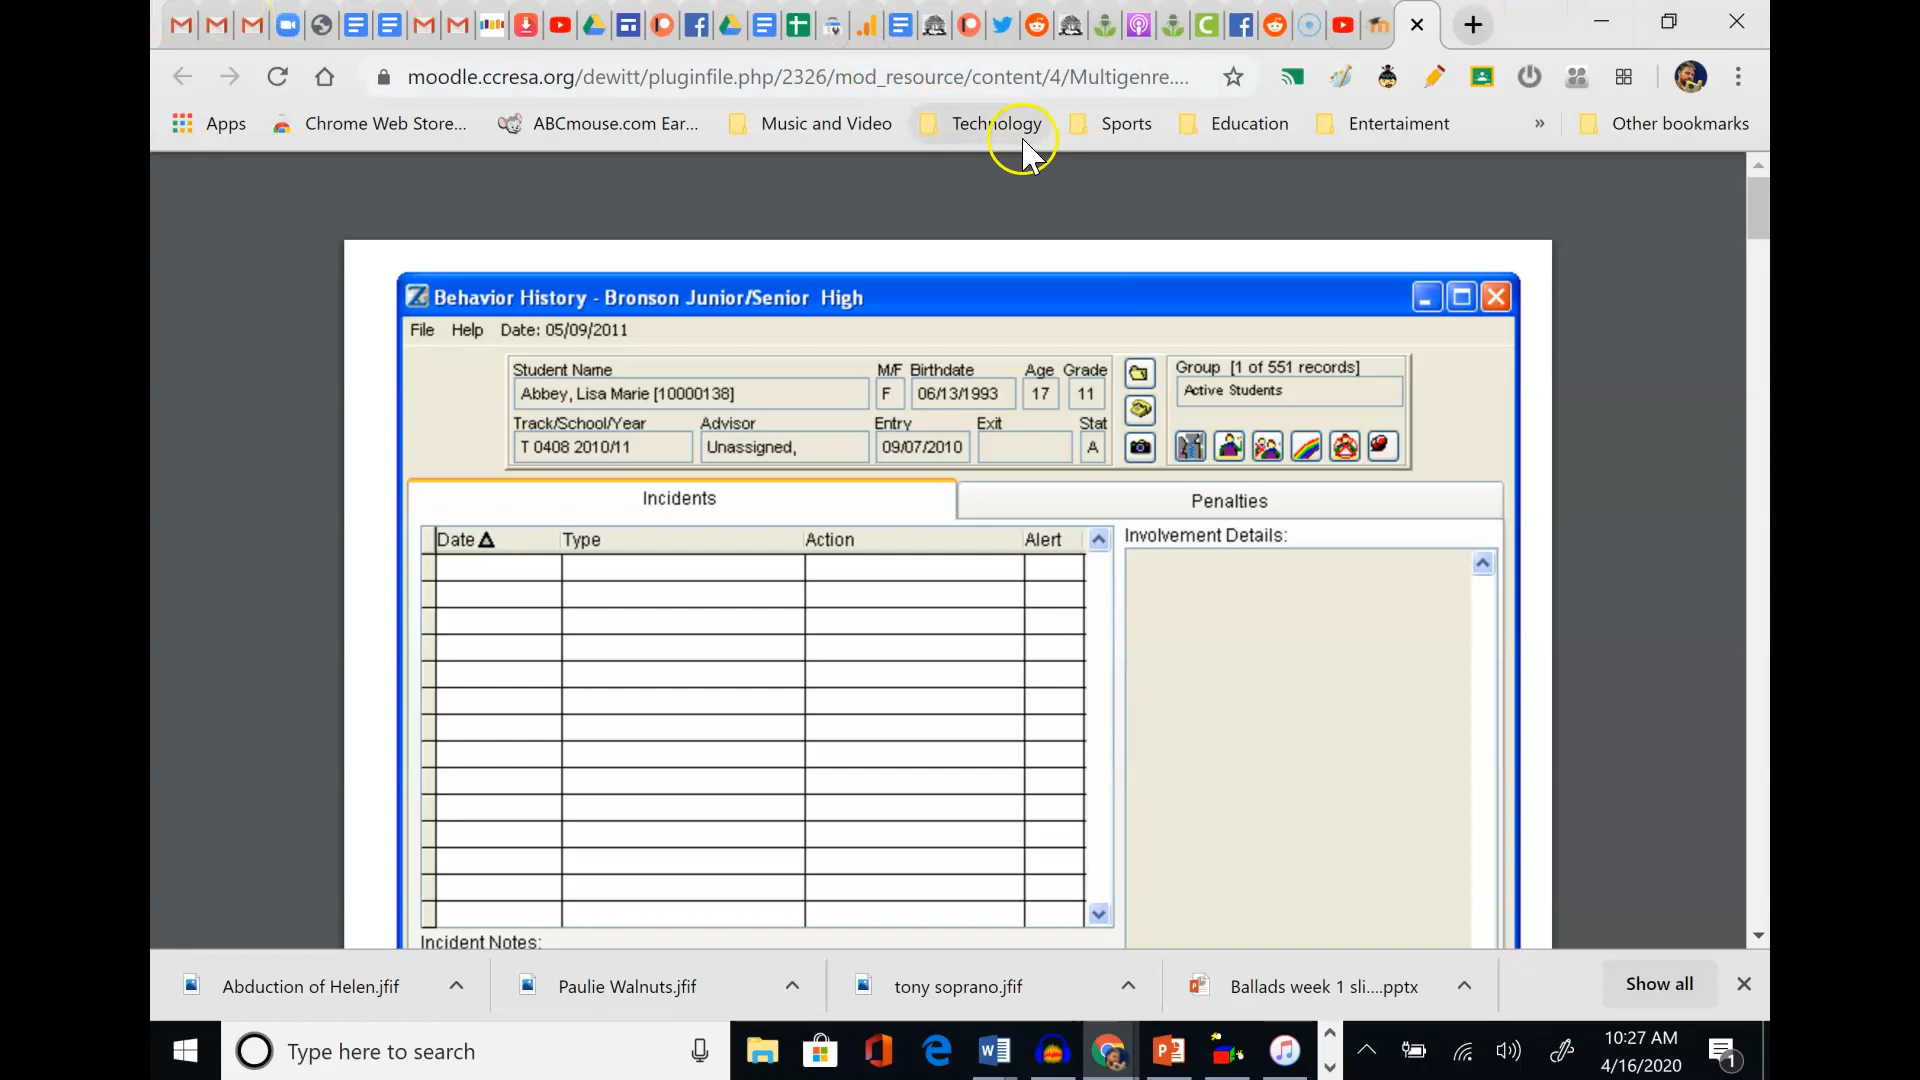 moodle.ccresa.org/dewitt/pluginfile.php/2326/mod_resource/content/4/Multigenre....
Apps Chrome Web Store... ABCmouse.com Ear... Music and Video Technology Sports Education Entertaiment » Other bookmarks
Behavior History - Bronson Junior/Senior High
File Help Date: 05/09/2011
Student Name M/F Birthdate Age Grade Group [1 of 551 records]
Abbey, Lisa Marie [10000138] F 06/13/1993 17 11 Active Students
Track/School/Year Advisor Entry Exit Stat
T 0408 2010/11 Unassigned, 09/07/2010 A
Incidents Penalties
Date Type Action Alert Involvement Details:
Incident Notes:
Abduction of Helen.jfif Paulie Walnuts.jfif tony soprano.jfif Ballads week 1 sli....pptx Show all
Type here to search
10:27 AM
4/16/2020
1